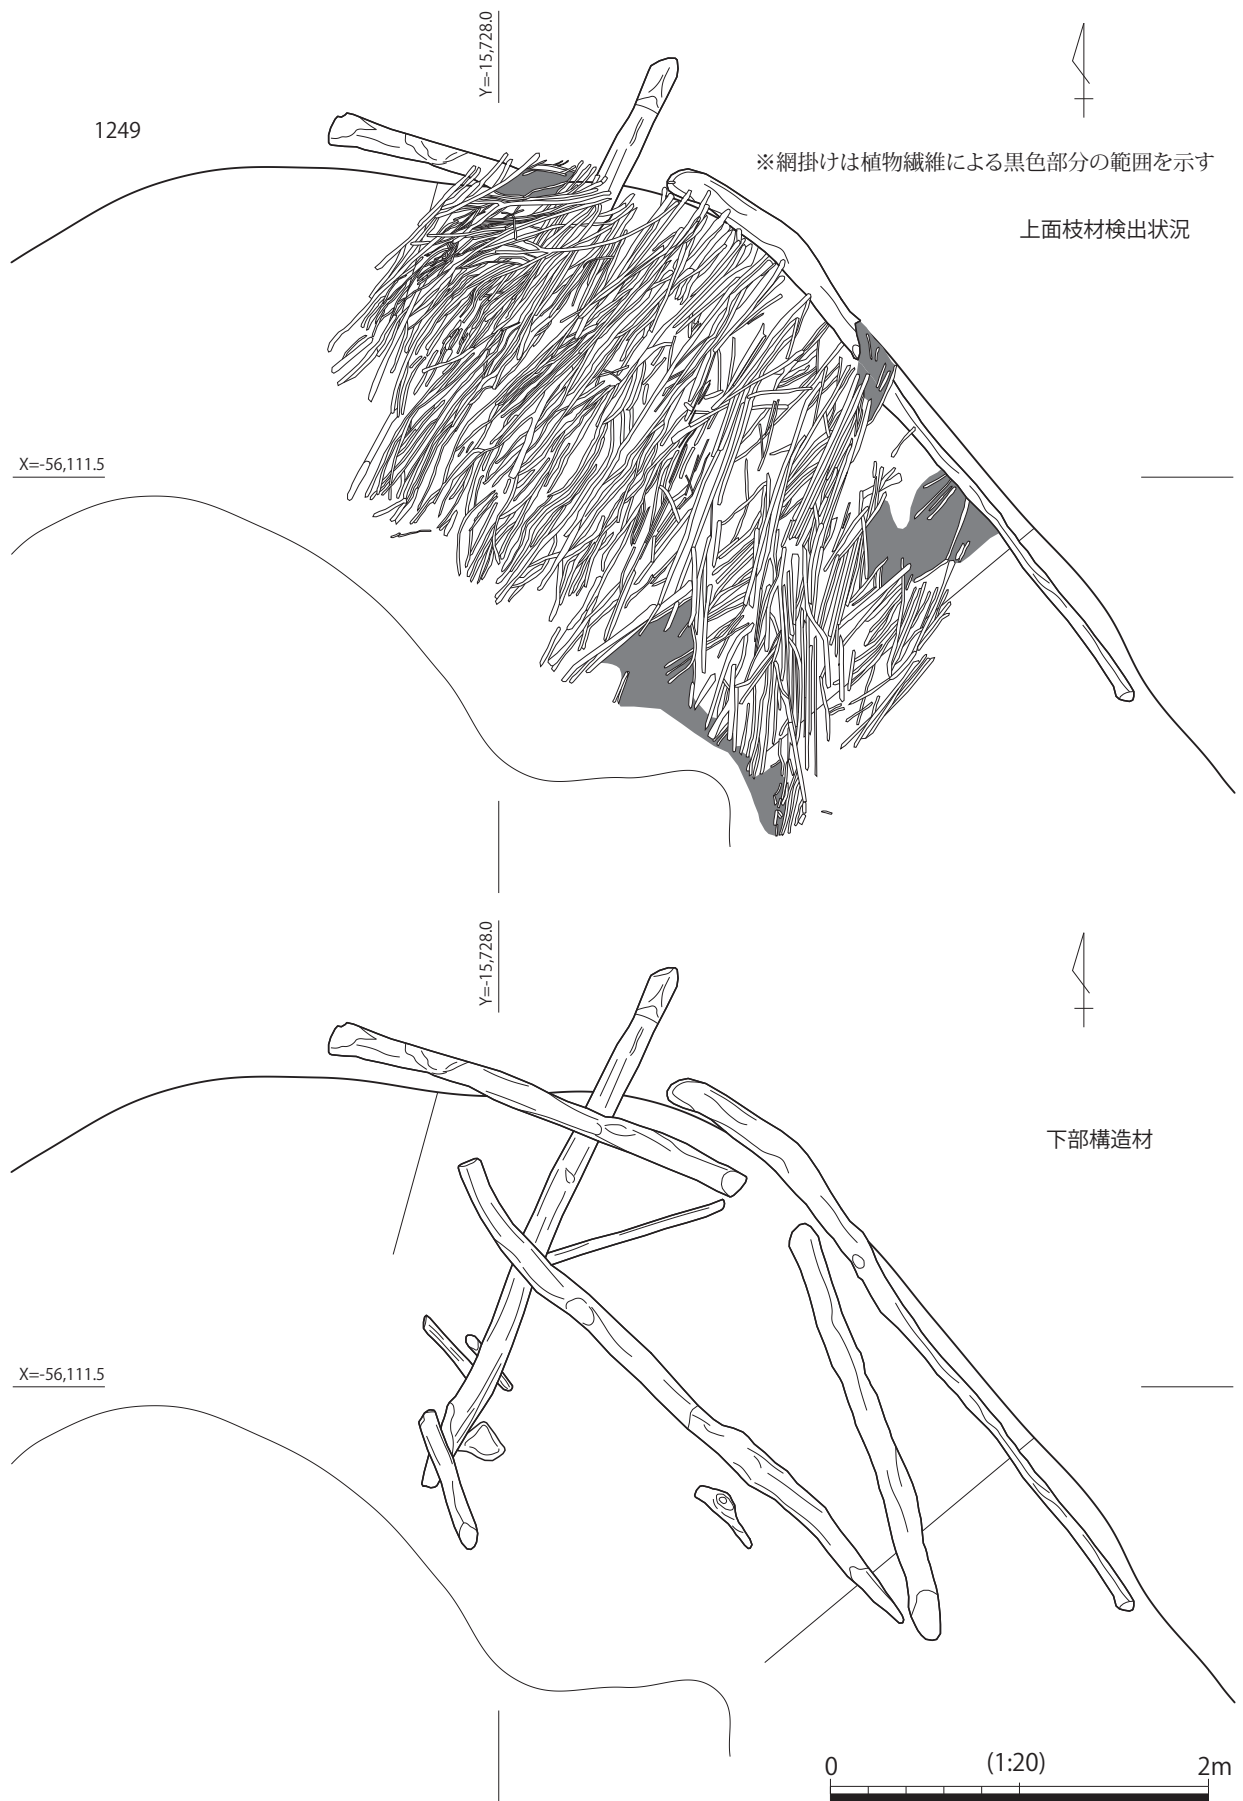 Y=-15,728.0
1249
※網掛けは植物繊維による黒色部分の範囲を示す
上面枝材検出状況
X=-56,111.5
Y=-15,728.0
下部構造材
X=-56,111.5
0 (1:20) 2m